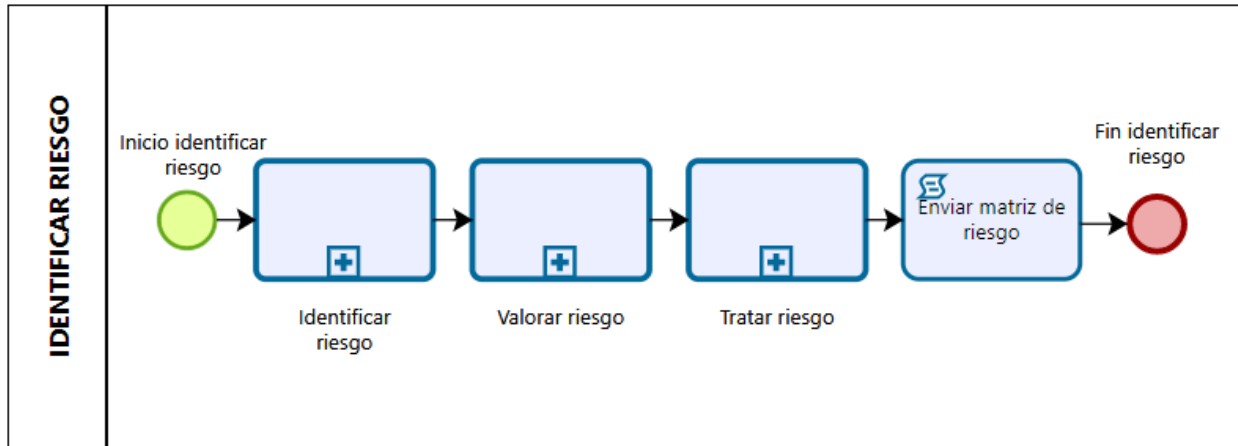 IDENTIFICAR RIESGO
Inicio identificar
riesgo
Identificar
riesgo
Valorar riesgo
Tratar riesgo
Enviar matriz de
riesgo
Fin identificar
riesgo